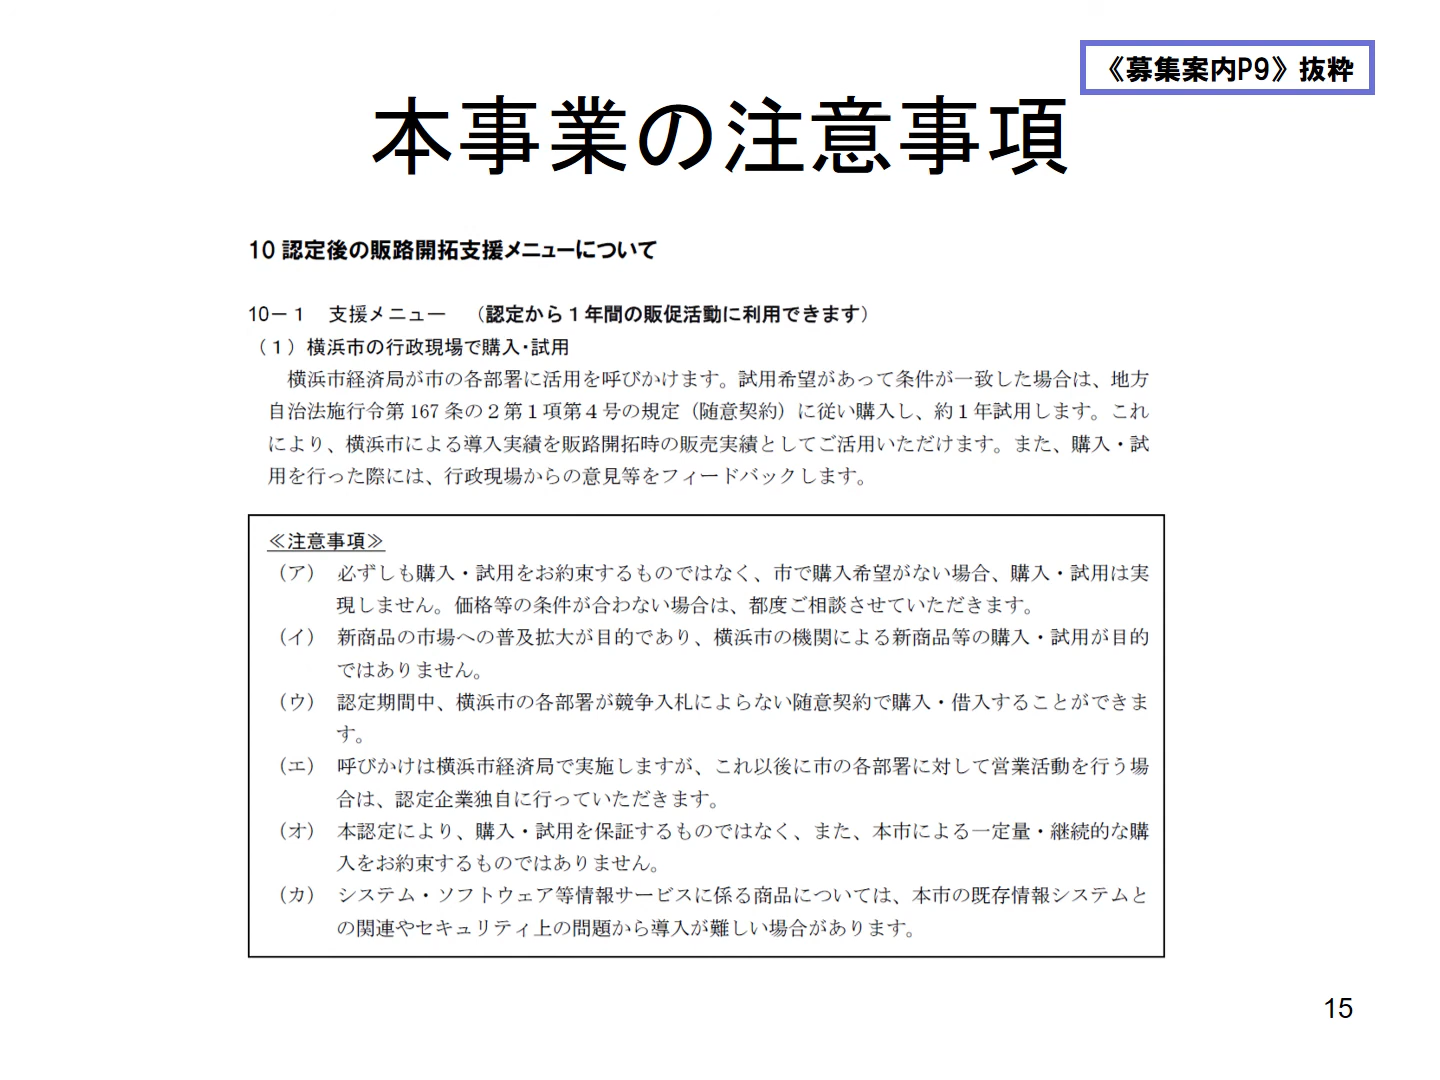 《募集案内P9》抜粋
本事業の注意事項
10 認定後の販路開拓支援メニューについて
10－１　支援メニュー　（認定から１年間の販促活動に利用できます）
（１）横浜市の行政現場で購入・試用
横浜市経済局が市の各部署に活用を呼びかけます。試用希望があって条件が一致した場合は、地方
自治法施行令第 167 条の２第１項第４号の規定（随意契約）に従い購入し、約１年試用します。これ
により、横浜市による導入実績を販路開拓時の販売実績としてご活用いただけます。また、購入・試
用を行った際には、行政現場からの意見等をフィードバックします。
≪注意事項≫
（ア）　必ずしも購入・試用をお約束するものではなく、市で購入希望がない場合、購入・試用は実
現しません。価格等の条件が合わない場合は、都度ご相談させていただきます。
（イ）　新商品の市場への普及拡大が目的であり、横浜市の機関による新商品等の購入・試用が目的
ではありません。
（ウ）　認定期間中、横浜市の各部署が競争入札によらない随意契約で購入・借入することができま
す。
（エ）　呼びかけは横浜市経済局で実施しますが、これ以後に市の各部署に対して営業活動を行う場
合は、認定企業独自に行っていただきます。
（オ）　本認定により、購入・試用を保証するものではなく、また、本市による一定量・継続的な購
入をお約束するものではありません。
（カ）　システム・ソフトウェア等情報サービスに係る商品については、本市の既存情報システムと
の関連やセキュリティ上の問題から導入が難しい場合があります。
15